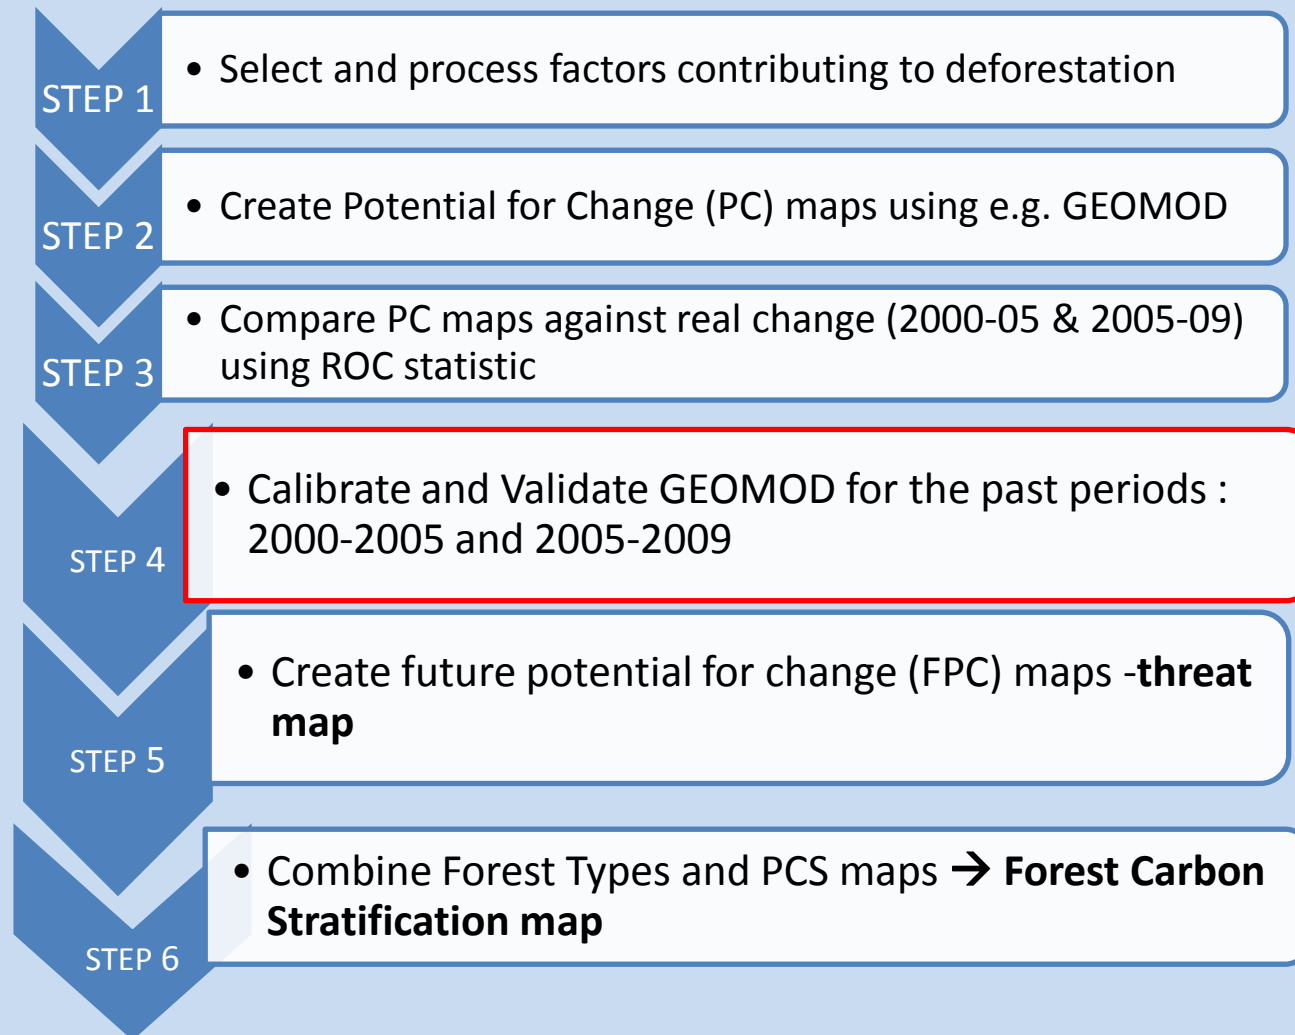 STEP 1
• Select and process factors contributing to deforestation
STEP 2
• Create Potential for Change (PC) maps using e.g. GEOMOD
STEP 3
• Compare PC maps against real change (2000-05 & 2005-09)
using ROC statistic
STEP 4
• Calibrate and Validate GEOMOD for the past periods :
2000-2005 and 2005-2009
STEP 5
• Create future potential for change (FPC) maps -threat
map
STEP 6
• Combine Forest Types and PCS maps → Forest Carbon
Stratification map